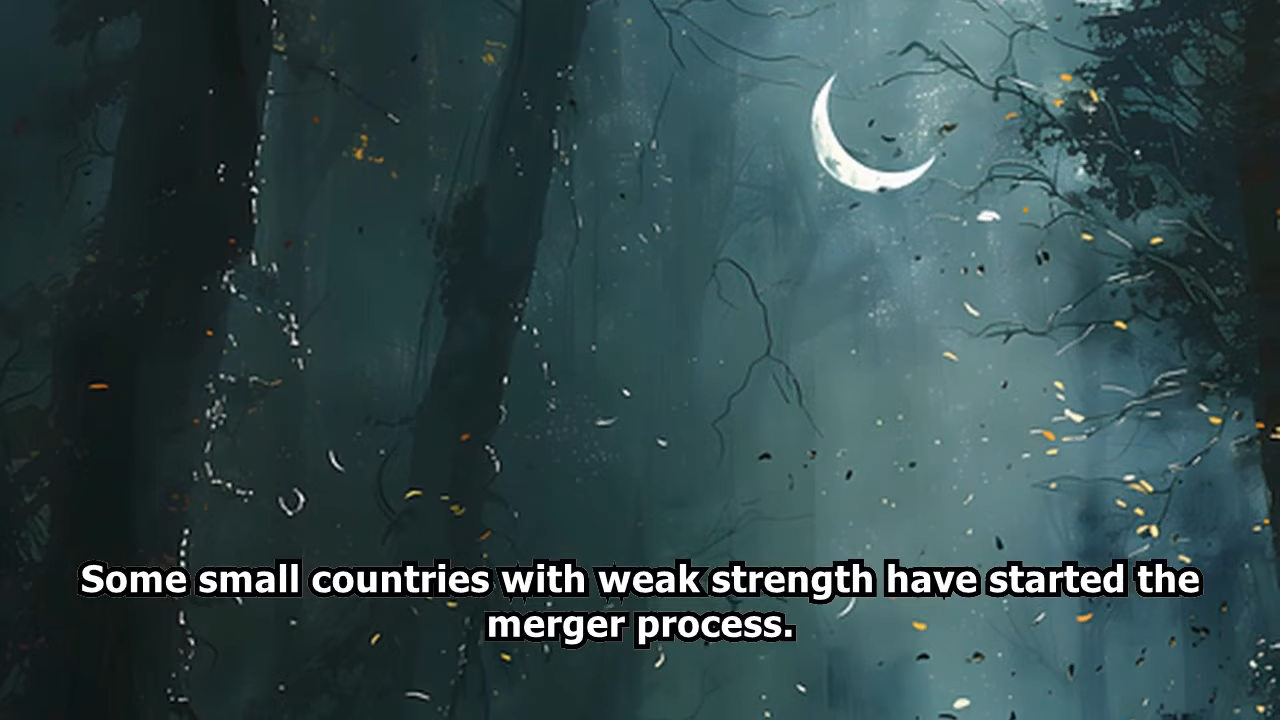 Some small countries with weak strength have started the
merger process.